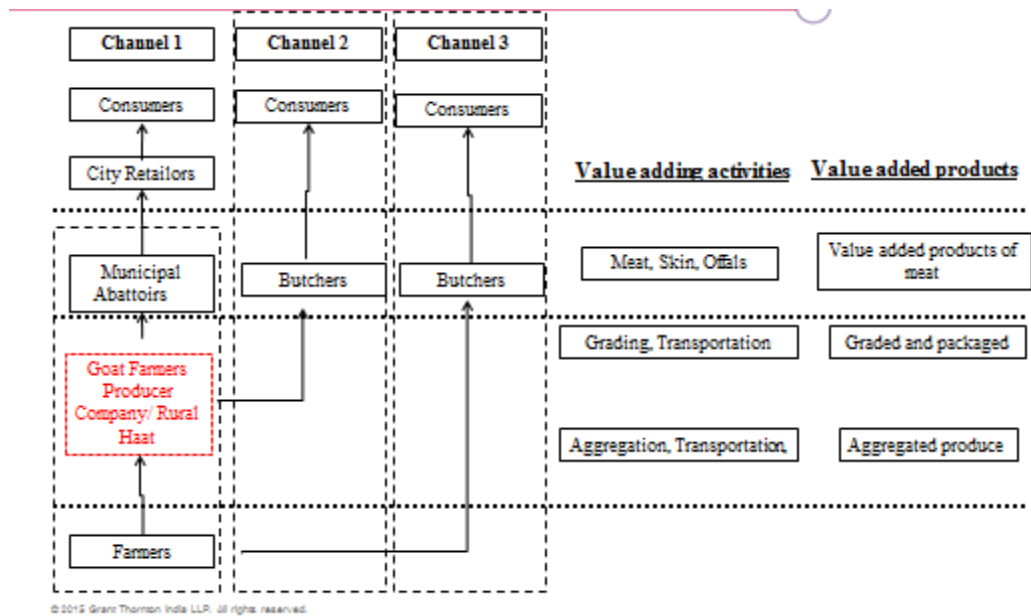 Channel 1
Channel 2
Channel 3
Consumers
Consumers
Consumers
City Retailors
Value adding activities
Value added products
Municipal
Abattoirs
Butchers
Butchers
Meat, Skin, Offals
Value added products of
meat
Goat Farmers
Producer
Company/ Rural
Haat
Grading, Transportation
Graded and packaged
Aggregation, Transportation,
Aggregated produce
Farmers
© 2015 Grant Thornton India LLP. All rights reserved.